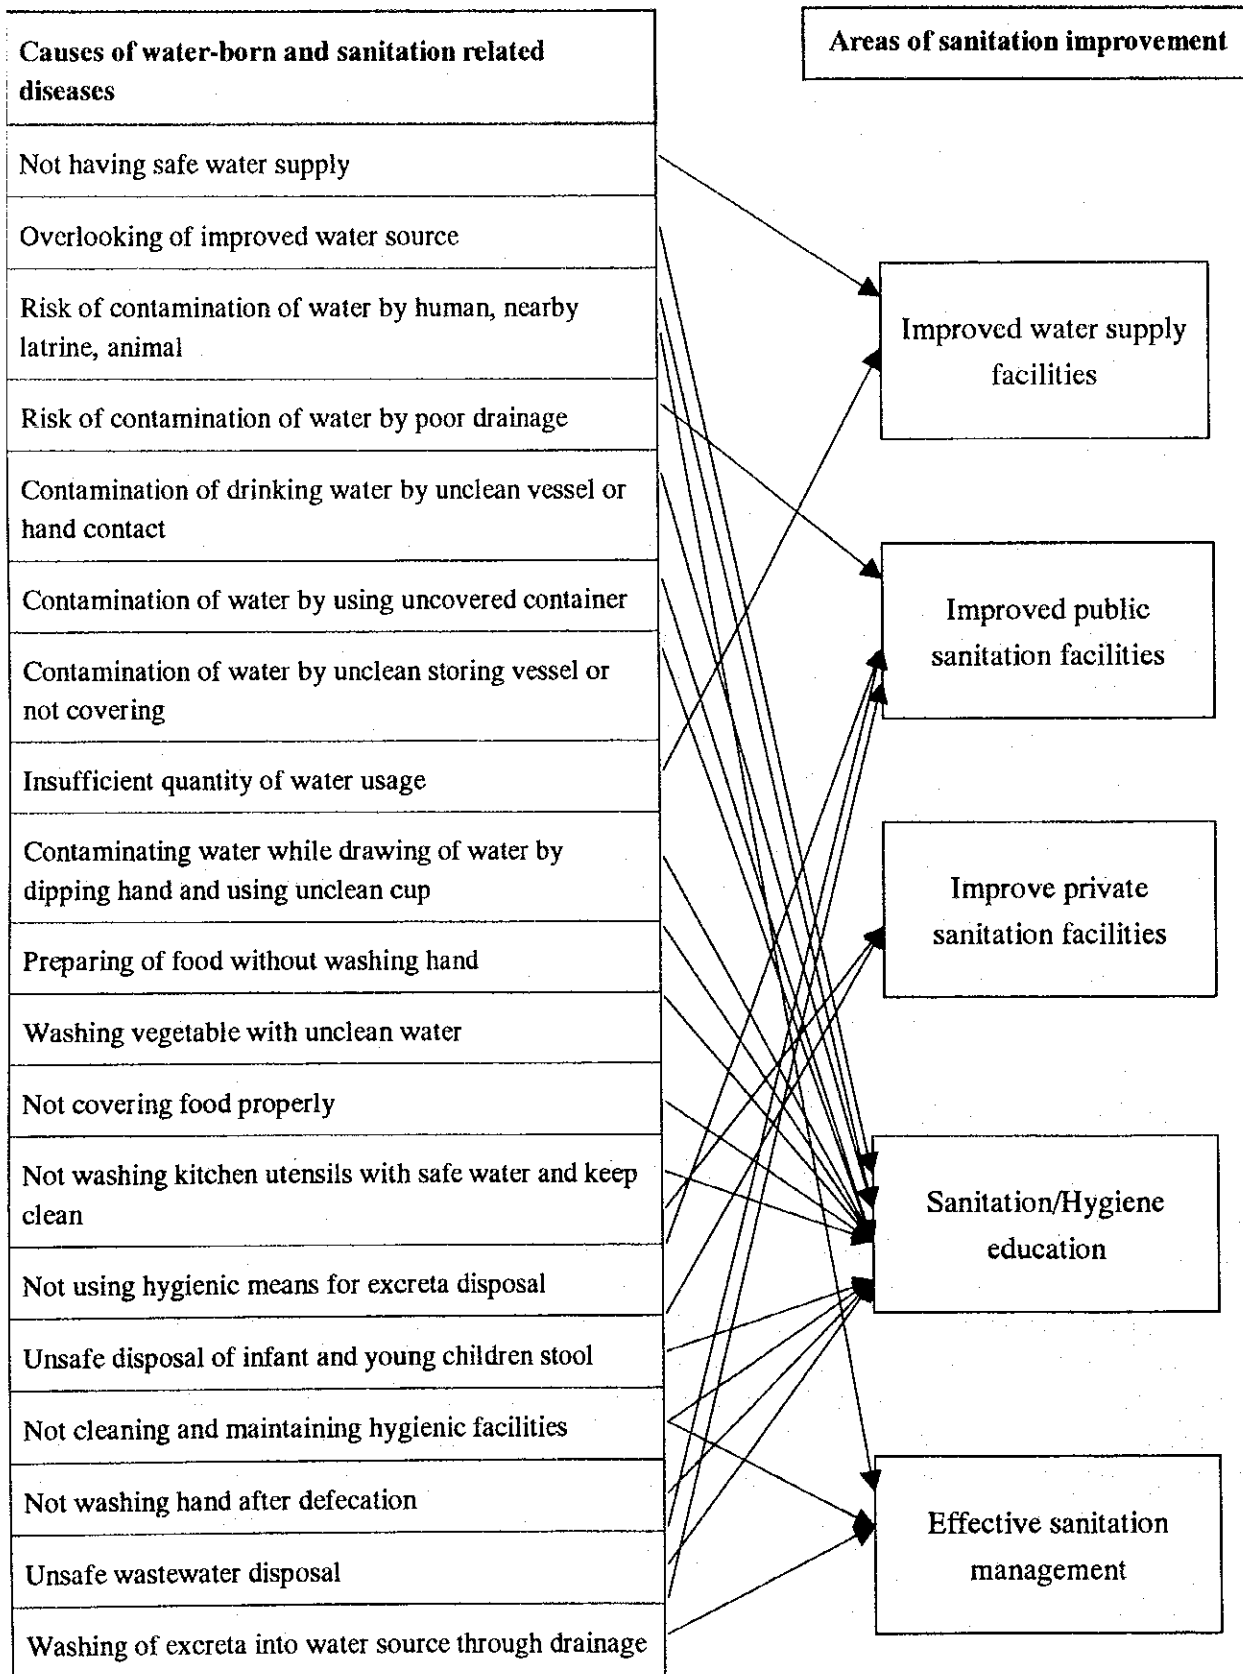 Causes of water-born and sanitation related
diseases
Not having safe water supply
Overlooking of improved water source
Risk of contamination of water by human, nearby
latrine, animal
Risk of contamination of water by poor drainage
Contamination of drinking water by unclean vessel or
hand contact
Contamination of water by using uncovered container
Contamination of water by unclean storing vessel or
not covering
Insufficient quantity of water usage
Contaminating water while drawing of water by
dipping hand and using unclean cup
Preparing of food without washing hand
Washing vegetable with unclean water
Not covering food properly
Not washing kitchen utensils with safe water and keep
clean
Not using hygienic means for excreta disposal
Unsafe disposal of infant and young children stool
Not cleaning and maintaining hygienic facilities
Not washing hand after defecation
Unsafe wastewater disposal
Washing of excreta into water source through drainage
Areas of sanitation improvement
Improved water supply
facilities
Improved public
sanitation facilities
Improve private
sanitation facilities
Sanitation/Hygiene
education
Effective sanitation
management